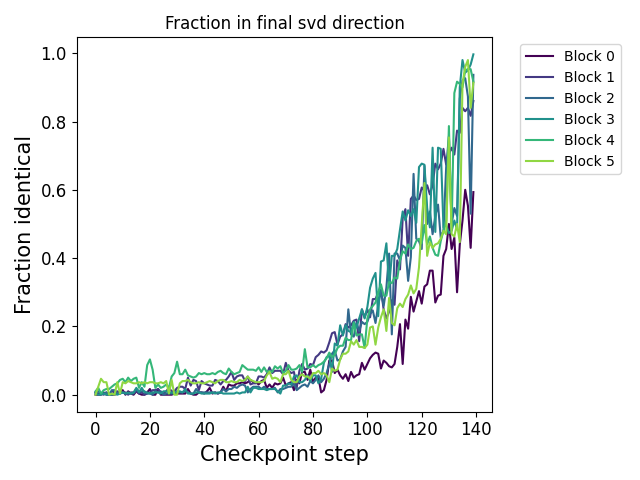 Fraction in final svd direction
Fraction identical
1.0
0.8
0.6
0.4
0.2
0.0
0 20 40 60 80 100 120 140
Checkpoint step
Block 0
Block 1
Block 2
Block 3
Block 4
Block 5